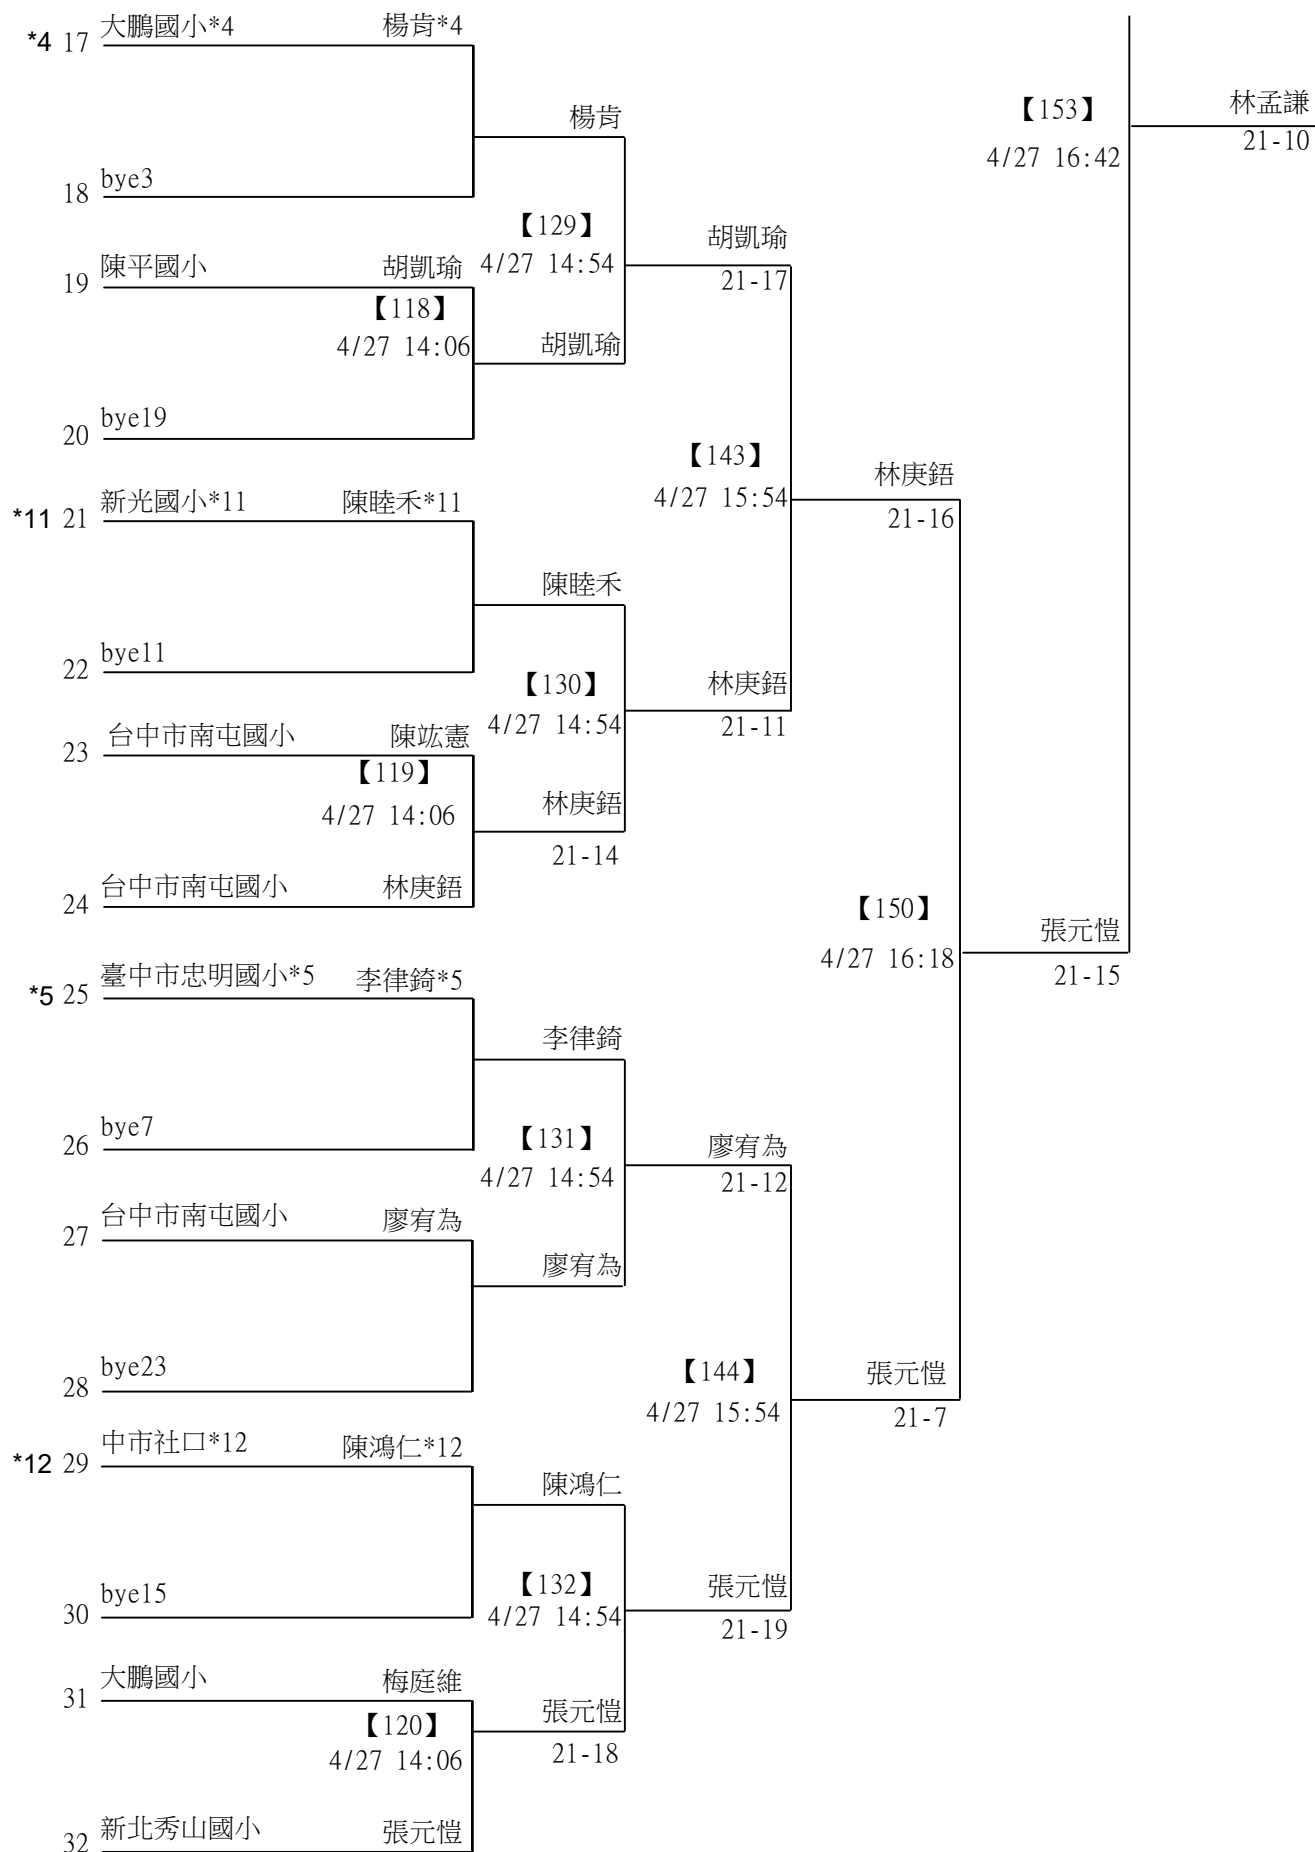 *4 17 大鵬國小*4 楊肯*4
楊肯
【153】 林孟謙
4/27 16:42 21-10
18 bye3
【129】 胡凱瑜
19 陳平國小 胡凱瑜 4/27 14:54 21-17
【118】
4/27 14:06 胡凱瑜
20 bye19
【143】 林庚鋙
*11 21 新光國小*11 陳睦禾*11 4/27 15:54 21-16
陳睦禾
22 bye11
【130】 林庚鋙
23 台中市南屯國小 陳竑憲 4/27 14:54 21-11
【119】
4/27 14:06 林庚鋙
21-14
24 台中市南屯國小 林庚鋙
【150】 張元愷
4/27 16:18 21-15
*5 25 臺中市忠明國小*5 李律錡*5
李律錡
26 bye7
【131】 廖宥為
4/27 14:54 21-12
27 台中市南屯國小 廖宥為
廖宥為
28 bye23
【144】 張元愷
4/27 15:54 21-7
*12 29 中市社口*12 陳鴻仁*12
陳鴻仁
30 bye15
【132】 張元愷
4/27 14:54 21-19
31 大鵬國小 梅庭維
【120】 張元愷
4/27 14:06 21-18
32 新北秀山國小 張元愷